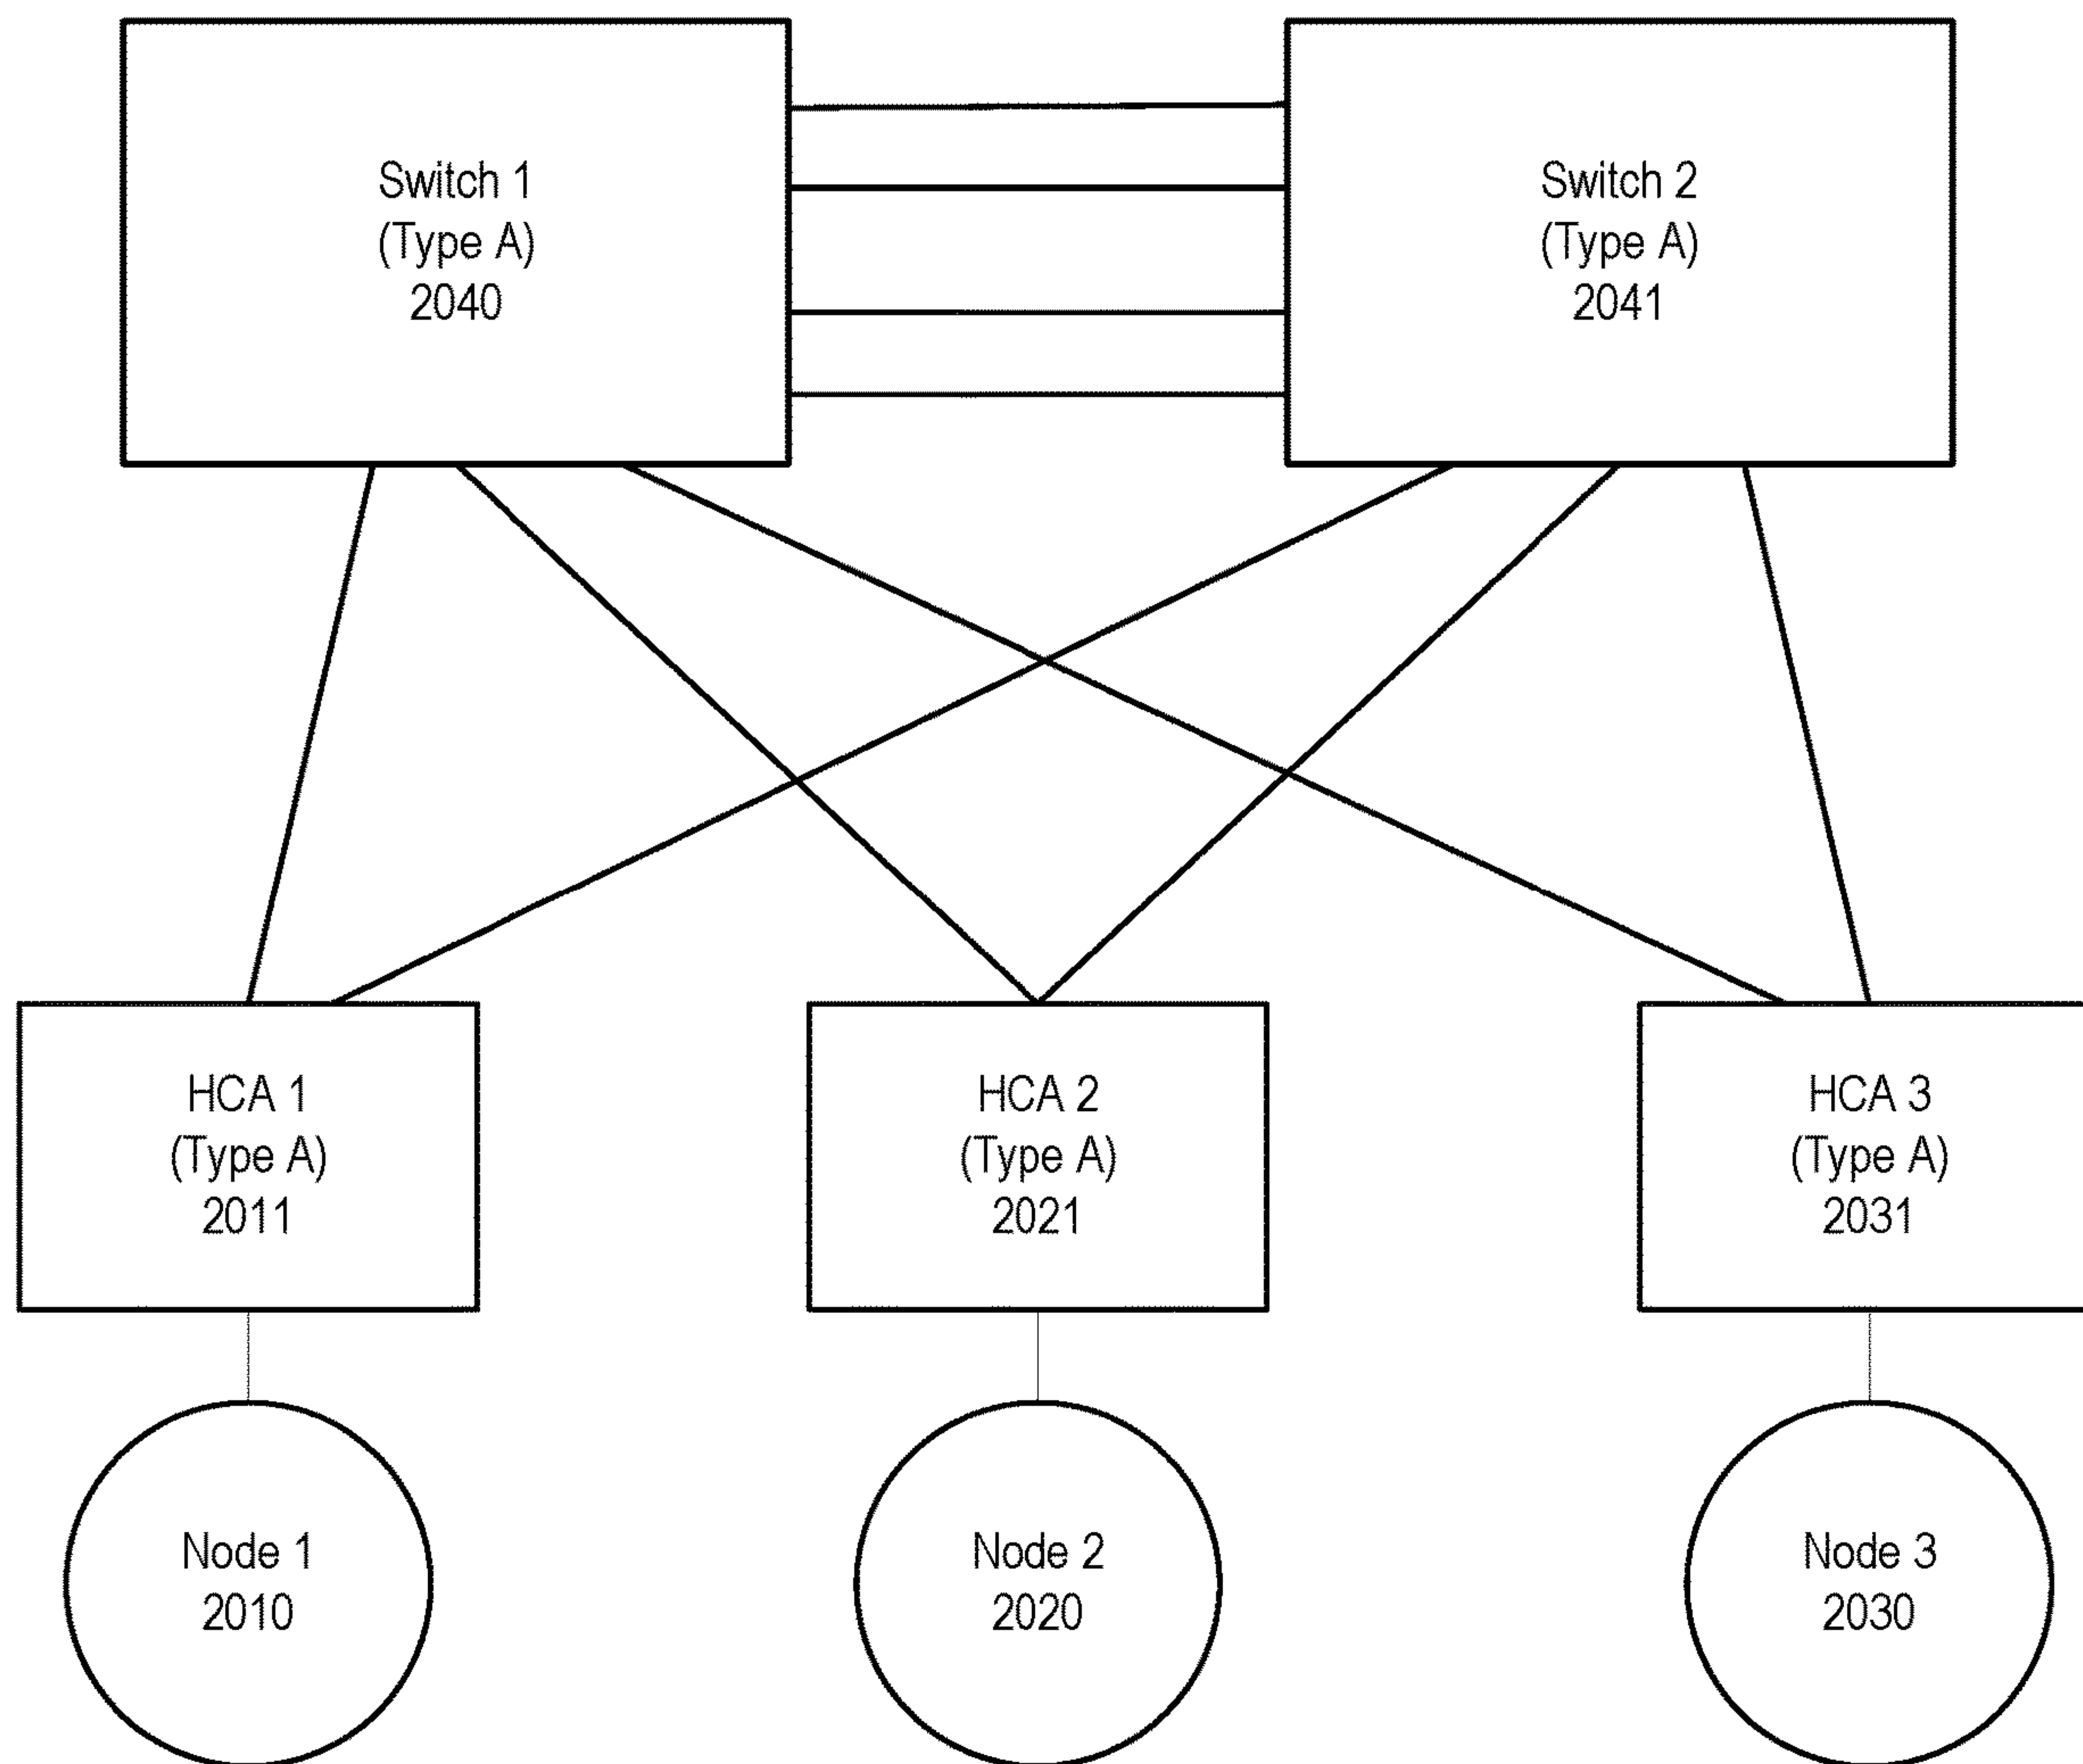 Switch 1
(Type A)
2040
Switch 2
(Type A)
2041
HCA 1
(Type A)
2011
HCA 2
(Type A)
2021
HCA 3
(Type A)
2031
Node 1
2010
Node 2
2020
Node 3
2030